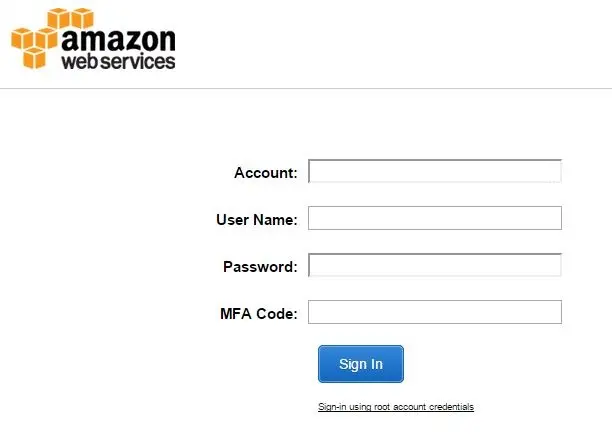 amazon
webservices
Account:
User Name:
Password:
MFA Code:
Sign In
Sign-in using root account credentials